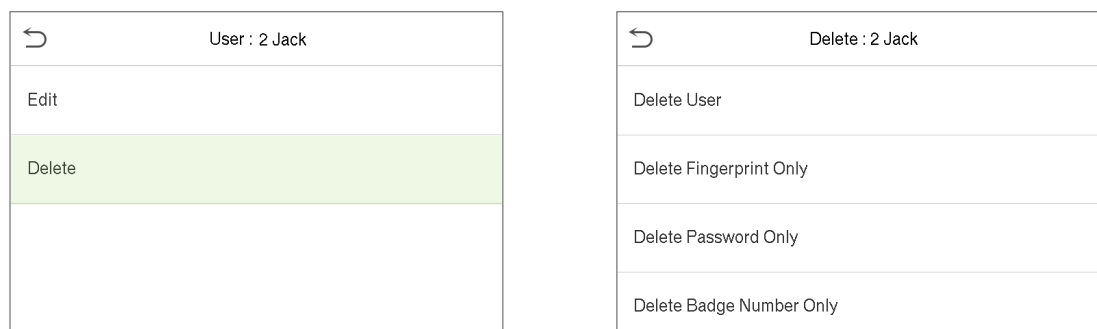 User : 2 Jack
Edit
Delete
Delete : 2 Jack
Delete User
Delete Fingerprint Only
Delete Password Only
Delete Badge Number Only